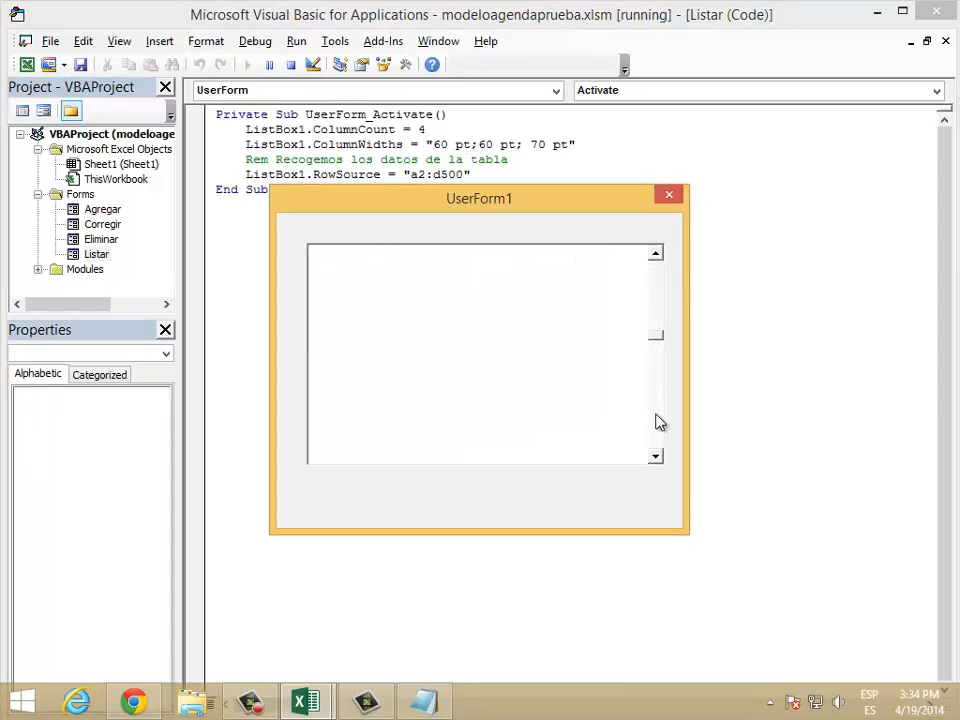 Microsoft Visual Basic for Applications - modeloagendaprueba.xlsm [running] - [Listar (Code)]
File Edit View Insert Format Debug Run Tools Add-Ins Window Help
Project - VBAProject
UserForm
Activate
VBAProject (modeloage
Microsoft Excel Objects
Sheet1 (Sheet1)
ThisWorkbook
Forms
Agregar
Corregir
Eliminar
Listar
Modules
Private Sub UserForm_Activate()
ListBox1.ColumnCount = 4
ListBox1.ColumnWidths = "60 pt;60 pt; 70 pt"
Rem Recogemos los datos de la tabla
ListBox1.RowSource = "a2:d500"
End Sub
UserForm1
Properties
Alphabetic Categorized
ESP
ES
3:34 PM
4/19/2014